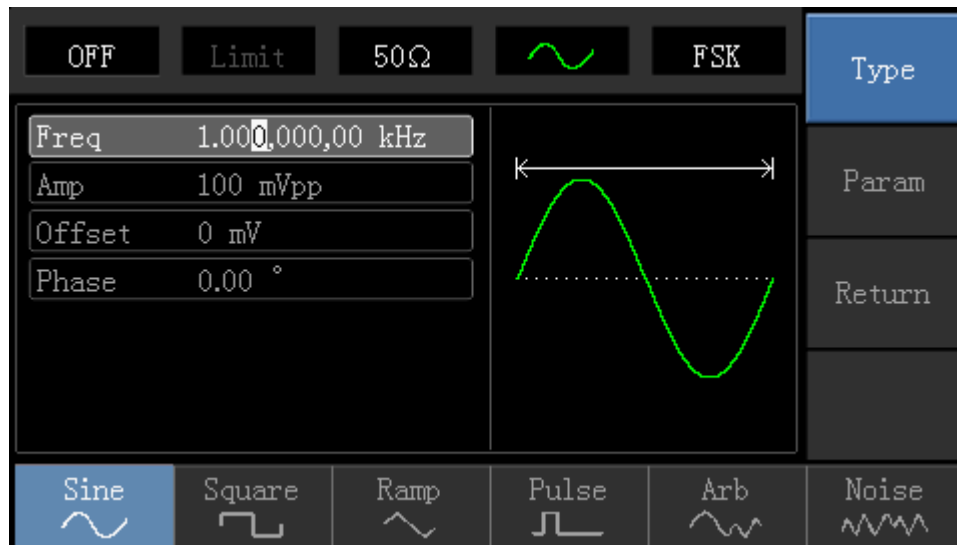 OFF Limit 50Ω FSK Type
Freq 1.000,000,00 kHz
Amp 100 mVpp
Offset 0 mV
Phase 0.00 °
Param
Return
Sine Square Ramp Pulse Arb Noise